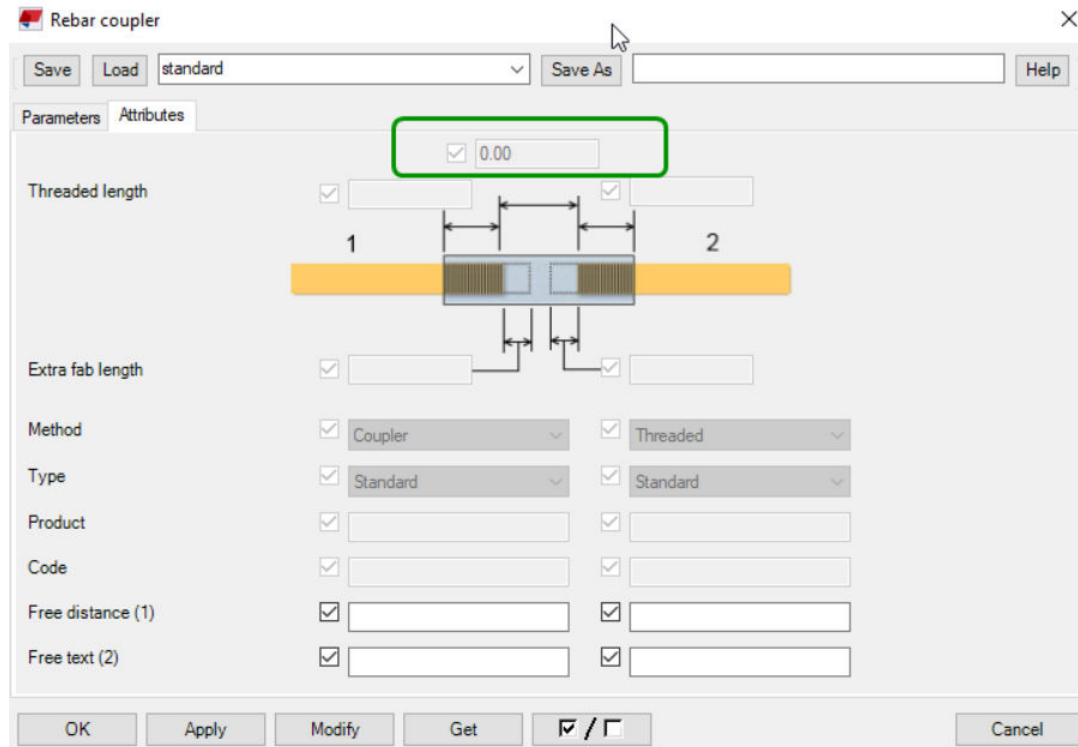 Rebar coupler
Save Load standard Save As Help
Parameters Attributes
0.00
Threaded length
1 2
Extra fab length
Method Coupler Threaded
Type Standard Standard
Product
Code
Free distance (1)
Free text (2)
OK Apply Modify Get / Cancel